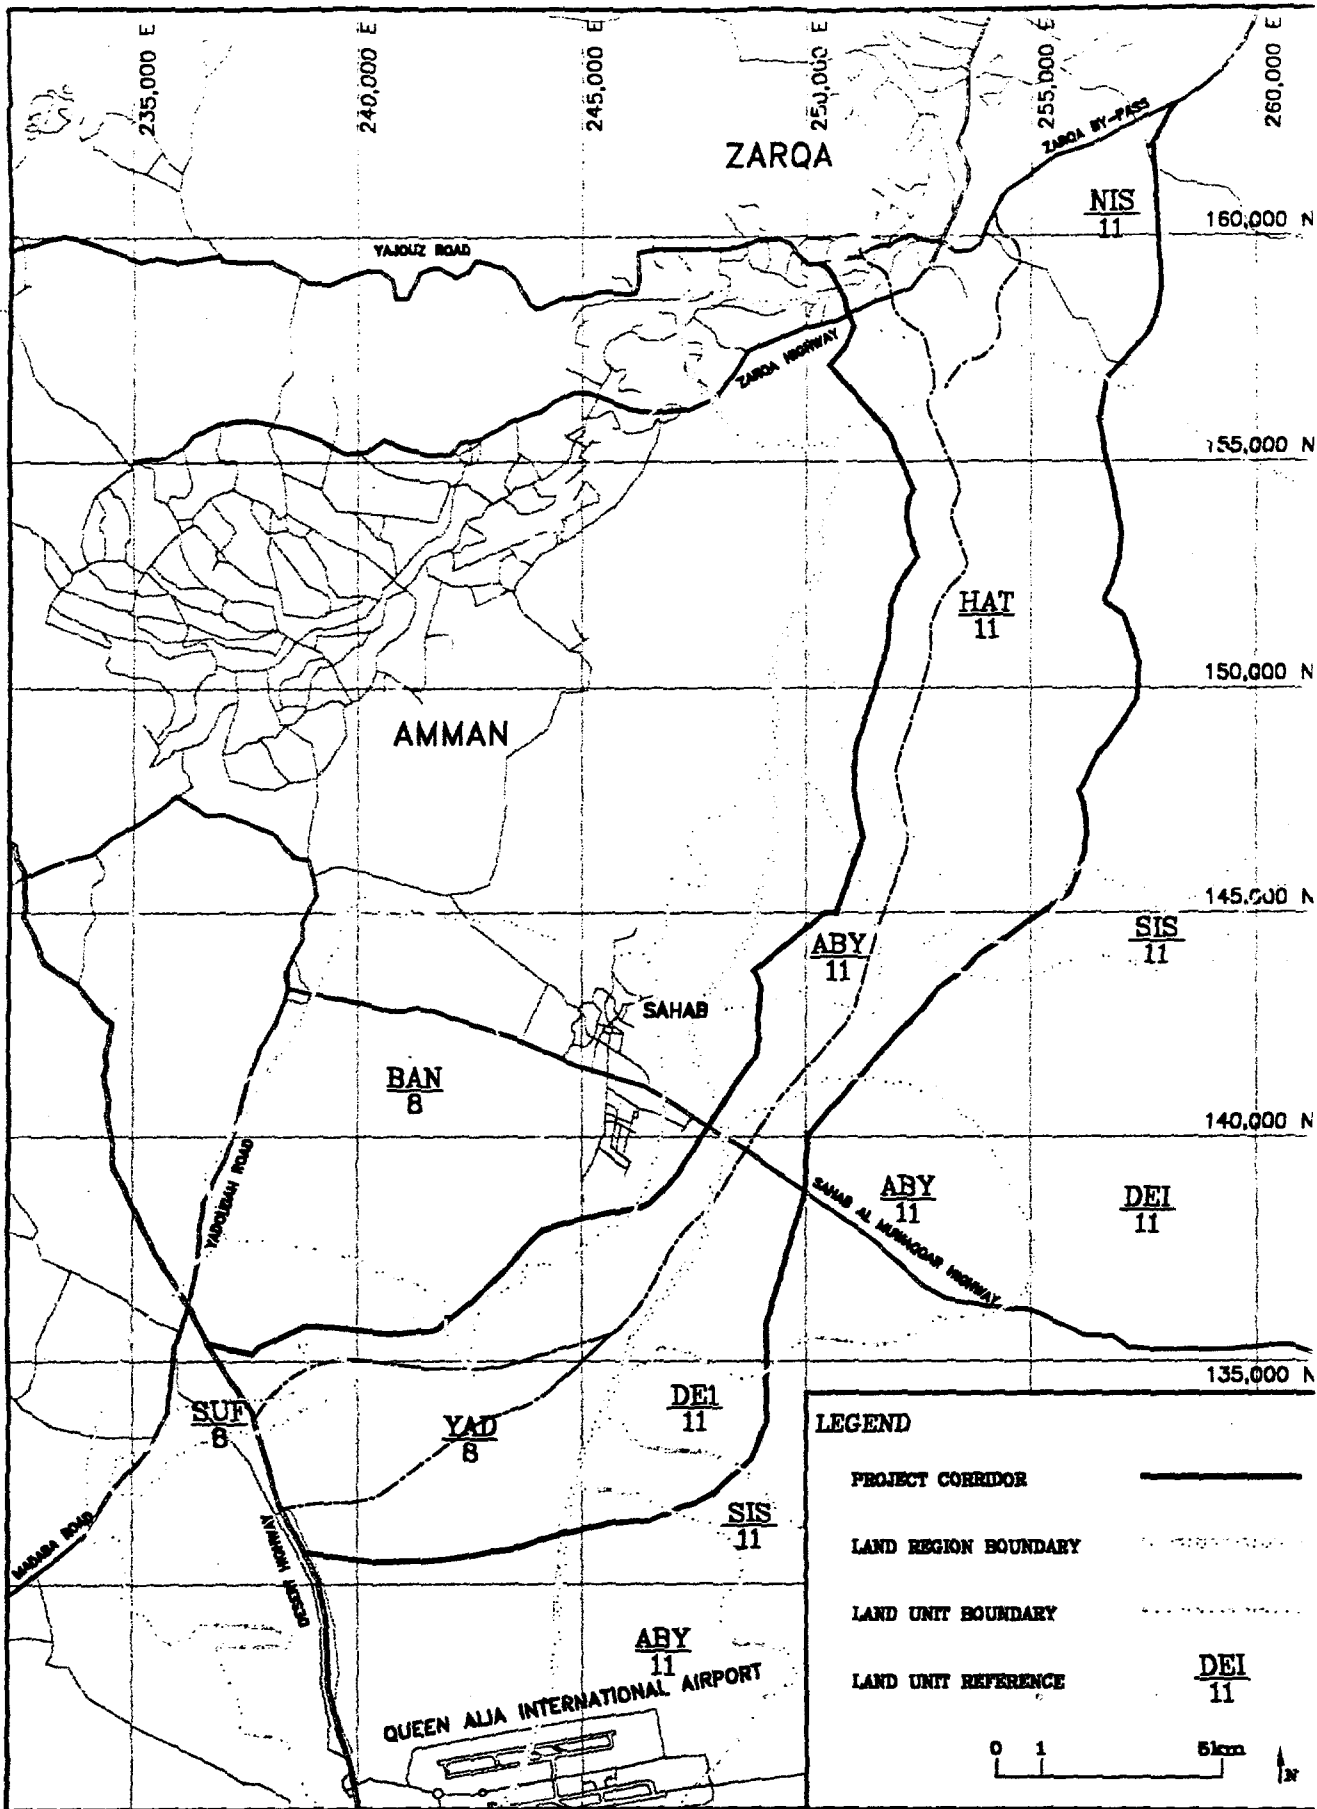 235,000 E
240,000 E
245,000 E
250,000 E
255,000 E
260,000 E
ZARQA BY-PASS
ZARQA
NIS
11
160,000 N
YAJOUZ ROAD
ZARQA HIGHWAY
155,000 N
HAT
11
150,000 N
AMMAN
145,000 N
SIS
11
ABY
11
SAHAB
BAN
8
140,000 N
YADOUDAH ROAD
SAHAB AL MUWAQQAR HIGHWAY
ABY
11
DEI
11
135,000 N
SUF
8
YAD
8
DEI
11
SIS
11
MADABA ROAD
DESERT HIGHWAY
ABY
11
QUEEN ALIA INTERNATIONAL AIRPORT
LEGEND
PROJECT CORRIDOR
LAND REGION BOUNDARY
LAND UNIT BOUNDARY
LAND UNIT REFERENCE
DEI
11
0 1 5km
N